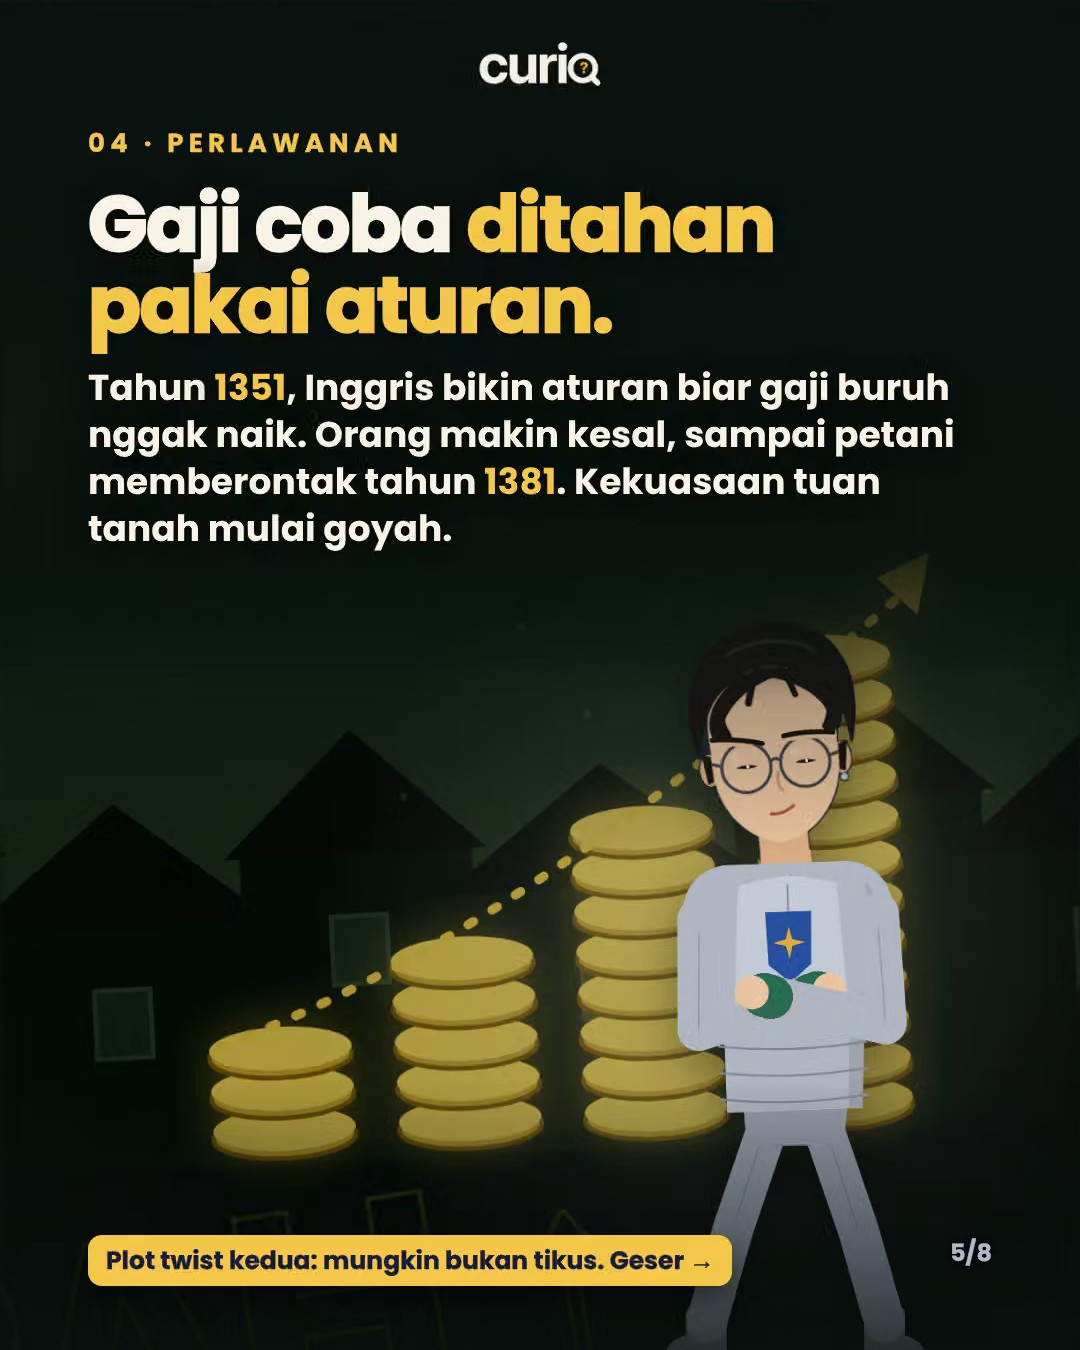 curiQ?
04 · PERLAWANAN
Gaji coba ditahan
pakai aturan.
Tahun 1351, Inggris bikin aturan biar gaji buruh
nggak naik. Orang makin kesal, sampai petani
memberontak tahun 1381. Kekuasaan tuan
tanah mulai goyah.
Plot twist kedua: mungkin bukan tikus. Geser →
5/8